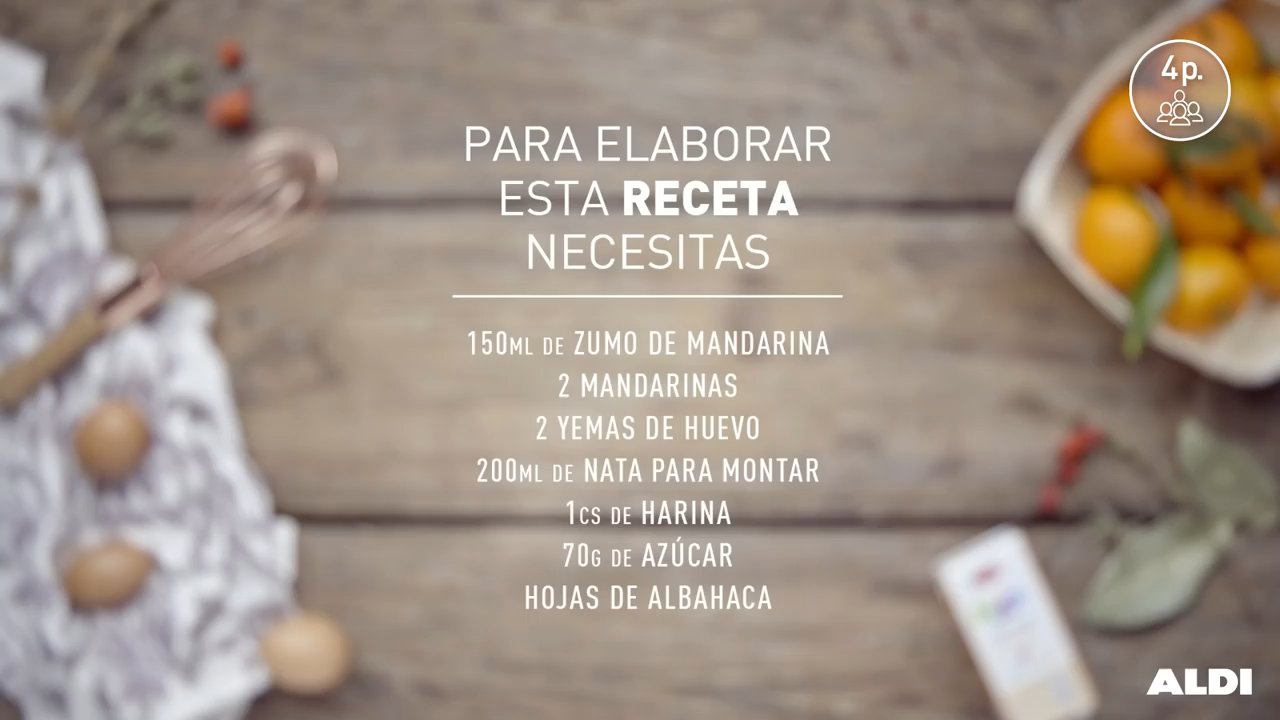 4p.
PARA ELABORAR
ESTA RECETA
NECESITAS
150ML DE ZUMO DE MANDARINA
2 MANDARINAS
2 YEMAS DE HUEVO
200ML DE NATA PARA MONTAR
1CS DE HARINA
70G DE AZÚCAR
HOJAS DE ALBAHACA
ALDI